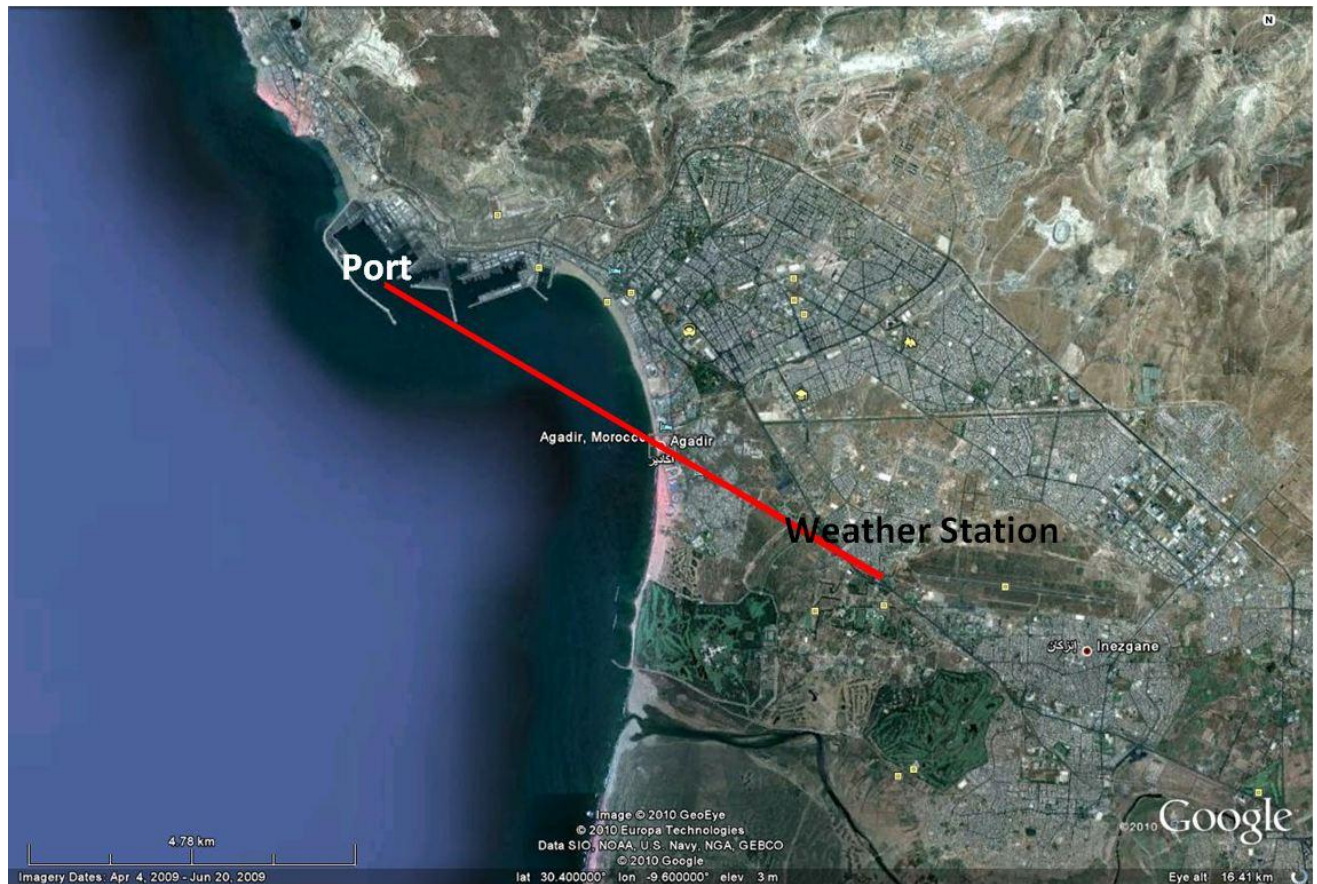 N
Port
Agadir, Morocco
Agadir
اكادير
Weather Station
إنزكان
Inezgane
Image © 2010 GeoEye
© 2010 Europa Technologies
Data SIO, NOAA, U.S. Navy, NGA, GEBCO
© 2010 Google
©2010 Google
4.78 km
Imagery Dates: Apr 4, 2009 - Jun 20, 2009
lat 30.400000° lon -9.600000° elev 3 m
Eye alt 16.41 km